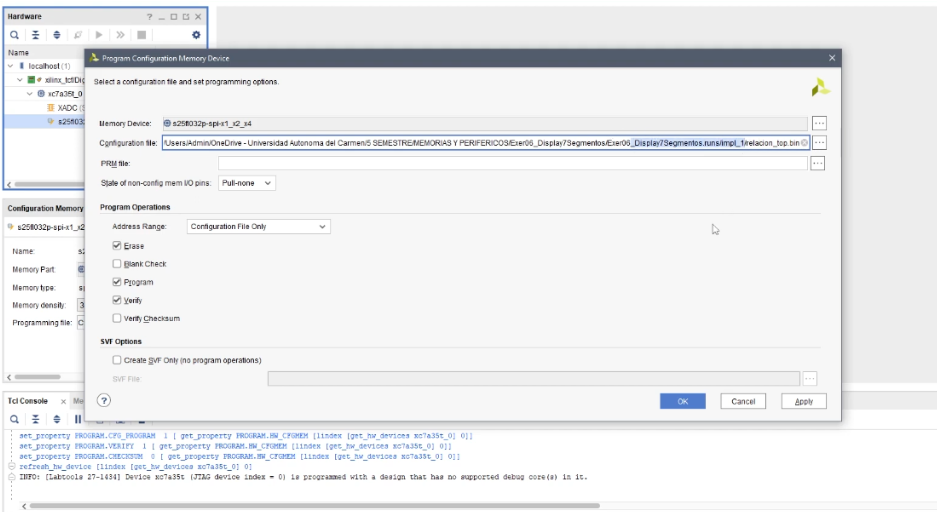 Hardware
Name
localhost (1)
xilinx_tcf/Dig
xc7a35t_0
XADC (S
s25fl032
Configuration Memory
s25fl032p-spi-x1_x2
Name: s2
Memory Part:
Memory type: sp
Memory density: 3
Programming file: C
Program Configuration Memory Device
Select a configuration file and set programming options.
Memory Device: s25fl032p-spi-x1_x2_x4
Configuration file: /Users/Admin/OneDrive - Universidad Autonoma del Carmen/5 SEMESTRE/MEMORIAS Y PERIFERICOS/Exer06_Display7Segmentos/Exer06_Display7Segmentos.runs/impl_1/relacion_top.bin
PRM file:
State of non-config mem I/O pins: Pull-none
Program Operations
Address Range: Configuration File Only
Erase
Blank Check
Program
Verify
Verify Checksum
SVF Options
Create SVF Only (no program operations)
SVF File:
OK Cancel Apply
Tcl Console Me
set_property PROGRAM.CFG_PROGRAM 1 [ get_property PROGRAM.HW_CFGMEM [lindex [get_hw_devices xc7a35t_0] 0]]
set_property PROGRAM.VERIFY 1 [ get_property PROGRAM.HW_CFGMEM [lindex [get_hw_devices xc7a35t_0] 0]]
set_property PROGRAM.CHECKSUM 0 [ get_property PROGRAM.HW_CFGMEM [lindex [get_hw_devices xc7a35t_0] 0]]
refresh_hw_device [lindex [get_hw_devices xc7a35t_0] 0]
INFO: [Labtools 27-1434] Device xc7a35t (JTAG device index = 0) is programmed with a design that has no supported debug core(s) in it.